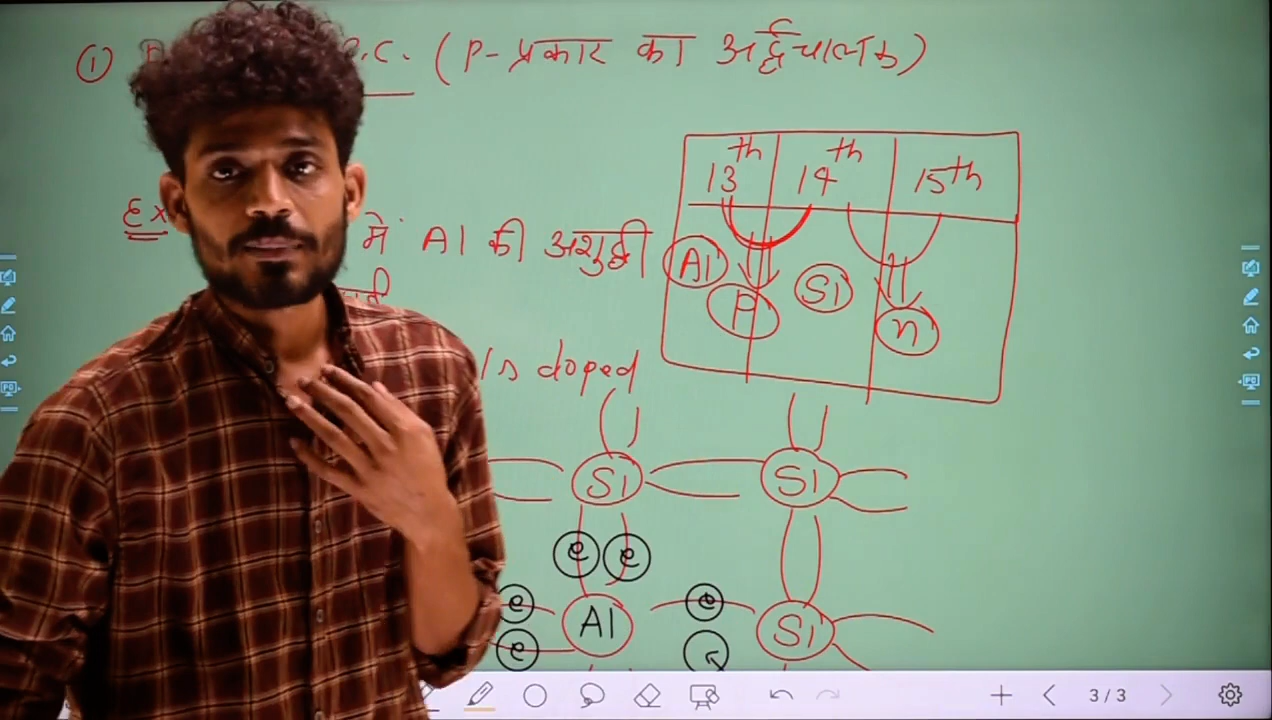 ① P.C. (P-प्रकार का अर्द्धचालक)
13th 14th 15th
Ex में Al की अशुद्धी
Al P Si n
is doped
Si Si
e e
e Al e Si
e
3/3